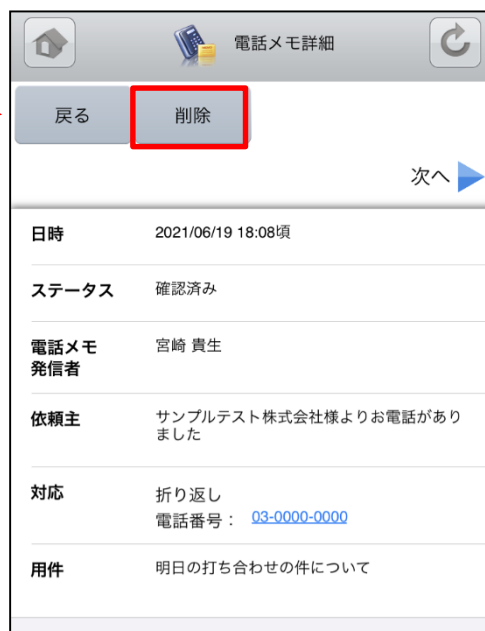 電話メモ詳細
戻る 削除
次へ
日時 2021/06/19 18:08頃
ステータス 確認済み
電話メモ 宮崎 貴生
発信者
依頼主 サンプルテスト株式会社様よりお電話があり
ました
対応 折り返し
電話番号： 03-0000-0000
用件 明日の打ち合わせの件について